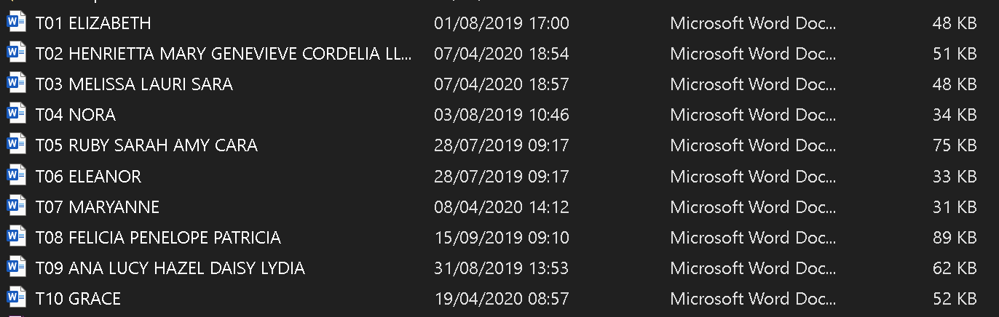 T01 ELIZABETH 01/08/2019 17:00 Microsoft Word Doc... 48 KB
T02 HENRIETTA MARY GENEVIEVE CORDELIA LL... 07/04/2020 18:54 Microsoft Word Doc... 51 KB
T03 MELISSA LAURI SARA 07/04/2020 18:57 Microsoft Word Doc... 48 KB
T04 NORA 03/08/2019 10:46 Microsoft Word Doc... 34 KB
T05 RUBY SARAH AMY CARA 28/07/2019 09:17 Microsoft Word Doc... 75 KB
T06 ELEANOR 28/07/2019 09:17 Microsoft Word Doc... 33 KB
T07 MARYANNE 08/04/2020 14:12 Microsoft Word Doc... 31 KB
T08 FELICIA PENELOPE PATRICIA 15/09/2019 09:10 Microsoft Word Doc... 89 KB
T09 ANA LUCY HAZEL DAISY LYDIA 31/08/2019 13:53 Microsoft Word Doc... 62 KB
T10 GRACE 19/04/2020 08:57 Microsoft Word Doc... 52 KB